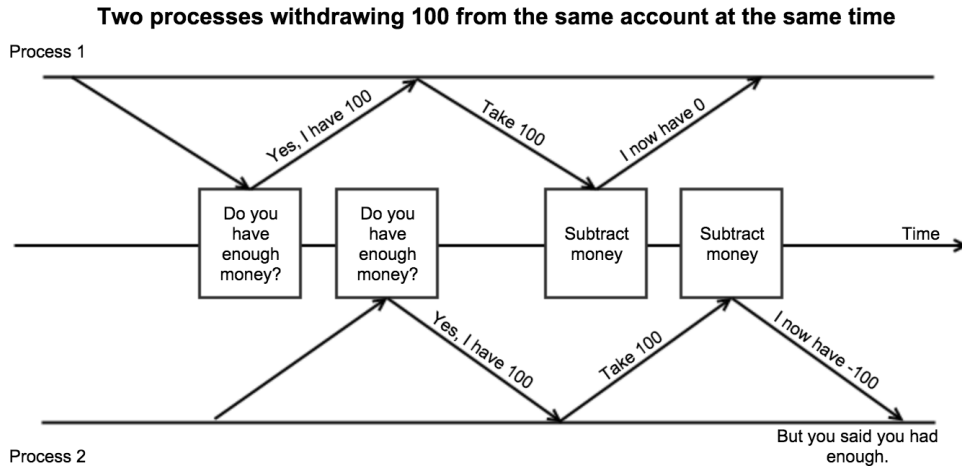 Two processes withdrawing 100 from the same account at the same time
Process 1
Yes, I have 100
Take 100
I now have 0
Do you
have
enough
money?
Do you
have
enough
money?
Subtract
money
Subtract
money
Time
Yes, I have 100
Take 100
I now have -100
But you said you had
enough.
Process 2